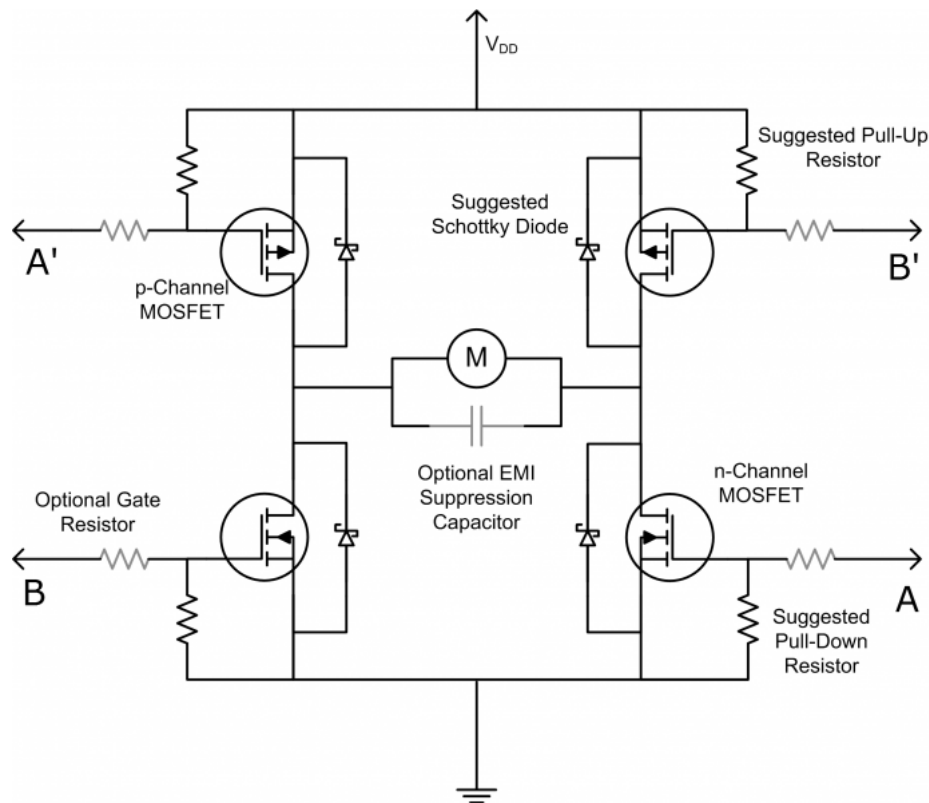 V_DD
Suggested Pull-Up
Resistor
Suggested
Schottky Diode
A'
B'
p-Channel
MOSFET
M
n-Channel
MOSFET
Optional EMI
Suppression
Capacitor
Optional Gate
Resistor
B
A
Suggested
Pull-Down
Resistor